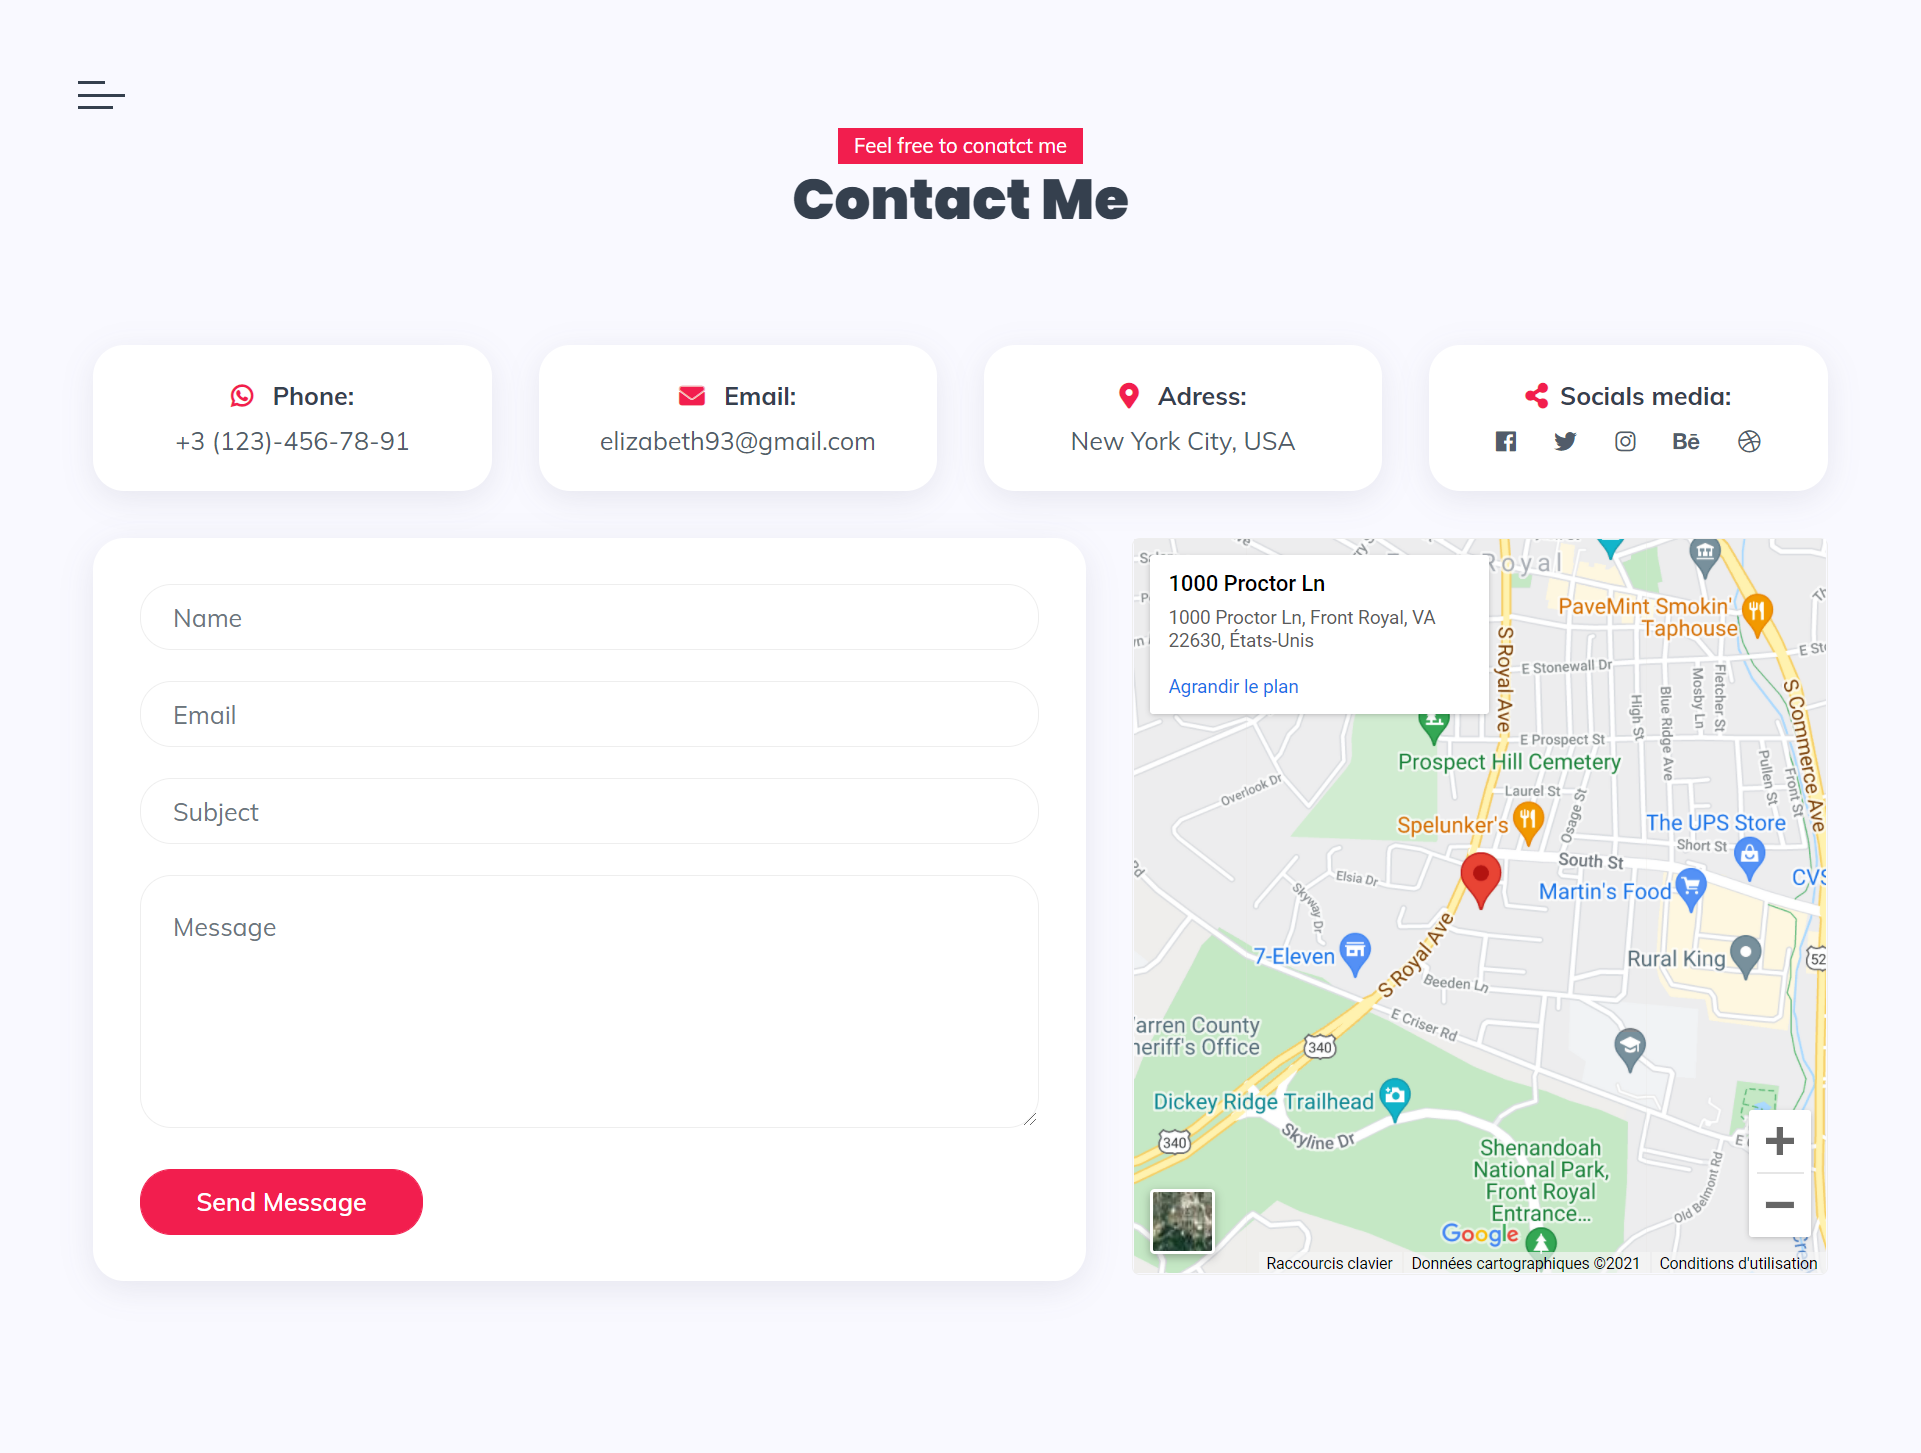 Feel free to conatct me
Contact Me
Phone:
+3 (123)-456-78-91
Email:
elizabeth93@gmail.com
Adress:
New York City, USA
Socials media:
Bē
Name
Email
Subject
Message
Send Message
1000 Proctor Ln
1000 Proctor Ln, Front Royal, VA
22630, États-Unis
Agrandir le plan
Royal
PaveMint Smokin'
Taphouse
S Royal Ave
E Stonewall Dr
Fletcher St
Mosby Ln
Blue Ridge Ave
High St
S Commerce Ave
E Prospect St
Prospect Hill Cemetery
Pullen St
Front St
Overlook Dr
Laurel St
Osage St
Spelunker's
The UPS Store
Short St
South St
Elsia Dr
Skyway Dr
Martin's Food
CVS
7-Eleven
S Royal Ave
Rural King
52
Beeden Ln
E Criser Rd
arren County
heriff's Office
340
Dickey Ridge Trailhead
Skyline Dr
340
Shenandoah
National Park,
Front Royal
Entrance...
Old Belmont Rd
Google
Raccourcis clavier
Données cartographiques ©2021
Conditions d'utilisation